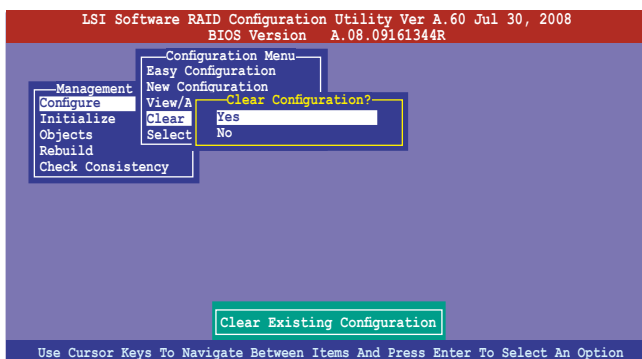 LSI Software RAID Configuration Utility Ver A.60 Jul 30, 2008
BIOS Version A.08.09161344R
Configuration Menu
Easy Configuration
New Configuration
View/A
Clear
Select
Management
Configure
Initialize
Objects
Rebuild
Check Consistency
Clear Configuration?
Yes
No
Clear Existing Configuration
Use Cursor Keys To Navigate Between Items And Press Enter To Select An Option